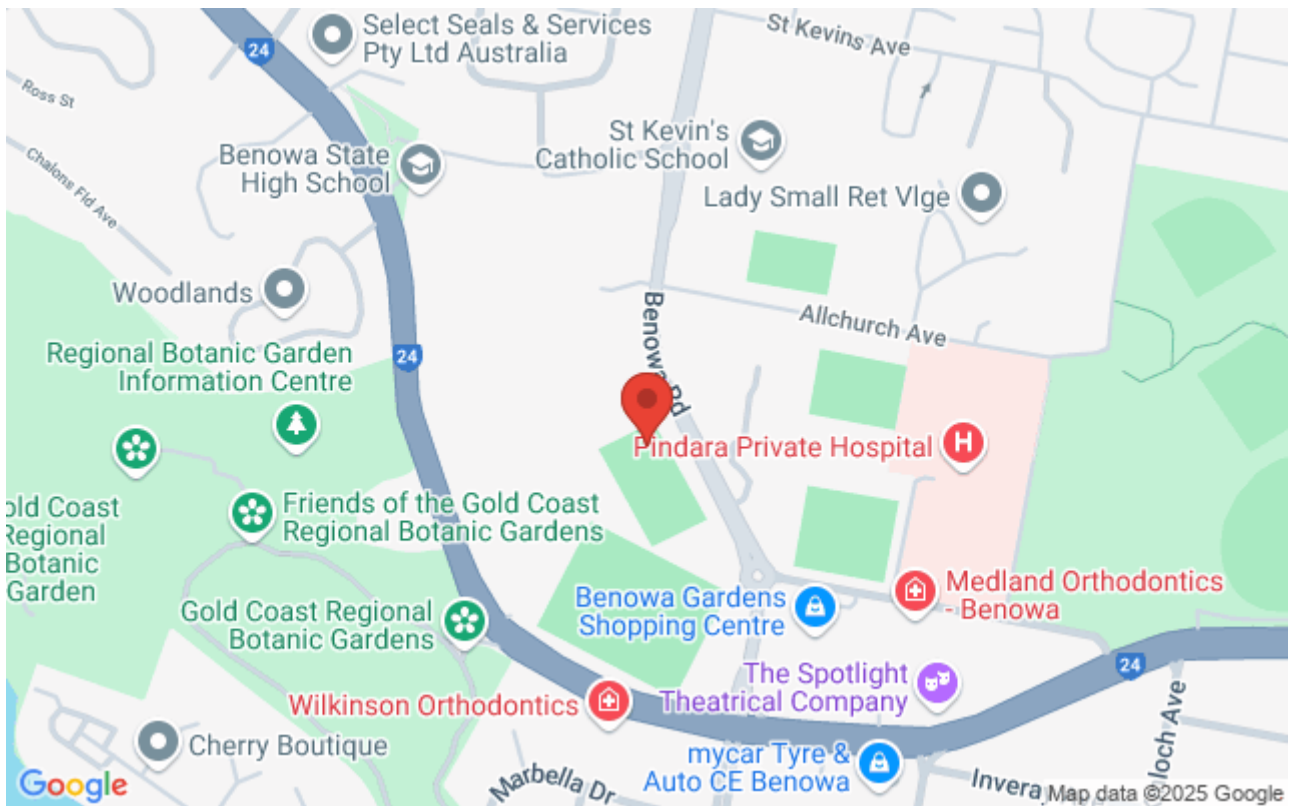 Select Seals & Services
Pty Ltd Australia
St Kevins Ave
24
Ross St
St Kevin's
Catholic School
Chalons Fld Ave
Benowa State
High School
Lady Small Ret Vlge
Woodlands
Benowa Rd
Allchurch Ave
Regional Botanic Garden
Information Centre
24
Pindara Private Hospital
H
old Coast
Regional
Botanic
Garden
Friends of the Gold Coast
Regional Botanic Gardens
Medland Orthodontics
- Benowa
Benowa Gardens
Shopping Centre
Gold Coast Regional
Botanic Gardens
24
The Spotlight
Theatrical Company
Wilkinson Orthodontics
loch Ave
Cherry Boutique
mycar Tyre &
Auto CE Benowa
Marbella Dr
Invera
Google
Map data ©2025 Google